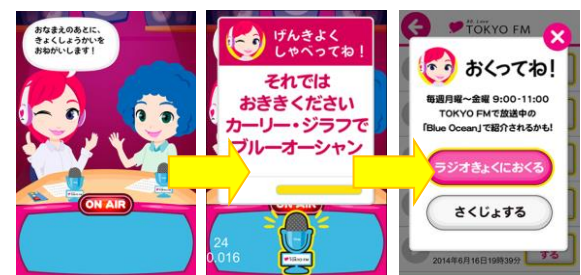 おなまえのあとに、
きょくしょうかいを
おねがいします！
ON AIR
げんきよく
しゃべってね！
それでは
おききください
カーリー・ジラフで
ブルーオーシャン
24
0.016
TOKYO FM
おくってね!
毎週月曜〜金曜 9:00-11:00
TOKYO FMで放送中の
「Blue Ocean」で紹介されるかも!
ラジオきょくにおくる
さくじょする
2014年6月16日19時39分
する